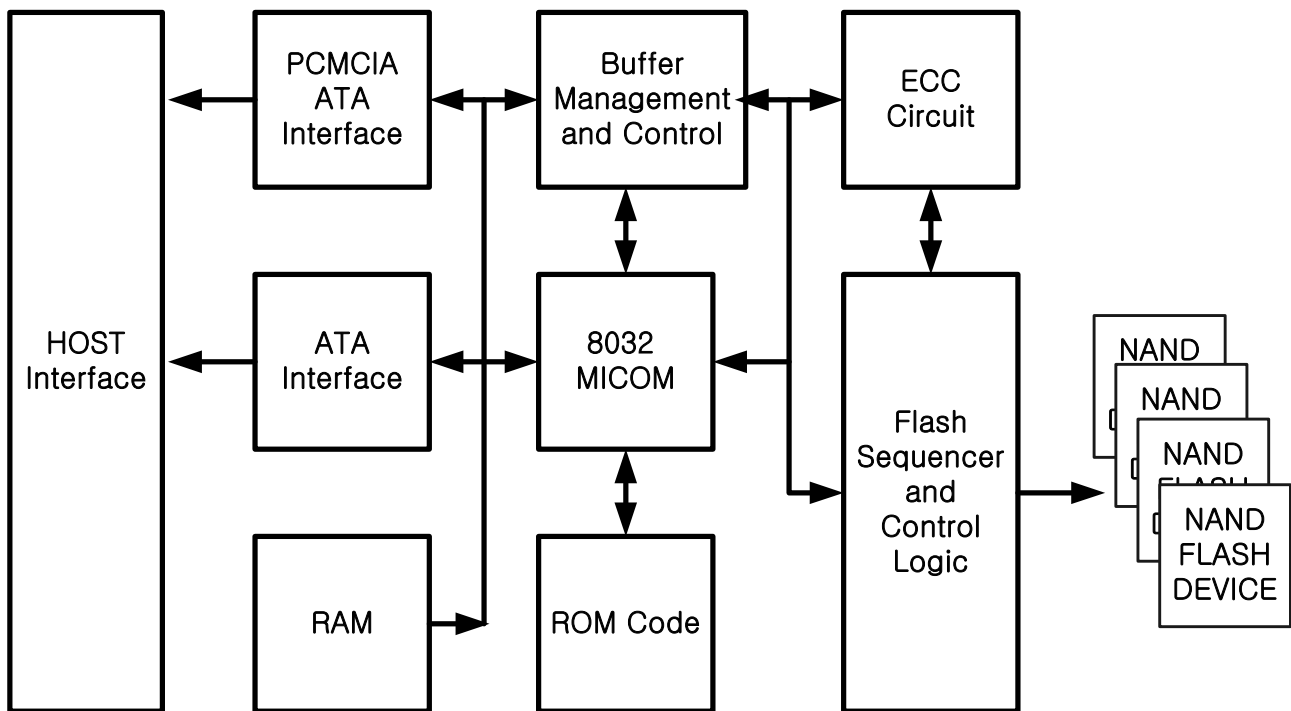 PCMCIA
ATA
Interface
Buffer
Management
and Control
ECC
Circuit
HOST
Interface
ATA
Interface
8032
MICOM
Flash
Sequencer
and
Control
Logic
RAM
ROM Code
NAND
NAND
NAND
FLASH
NAND
FLASH
DEVICE